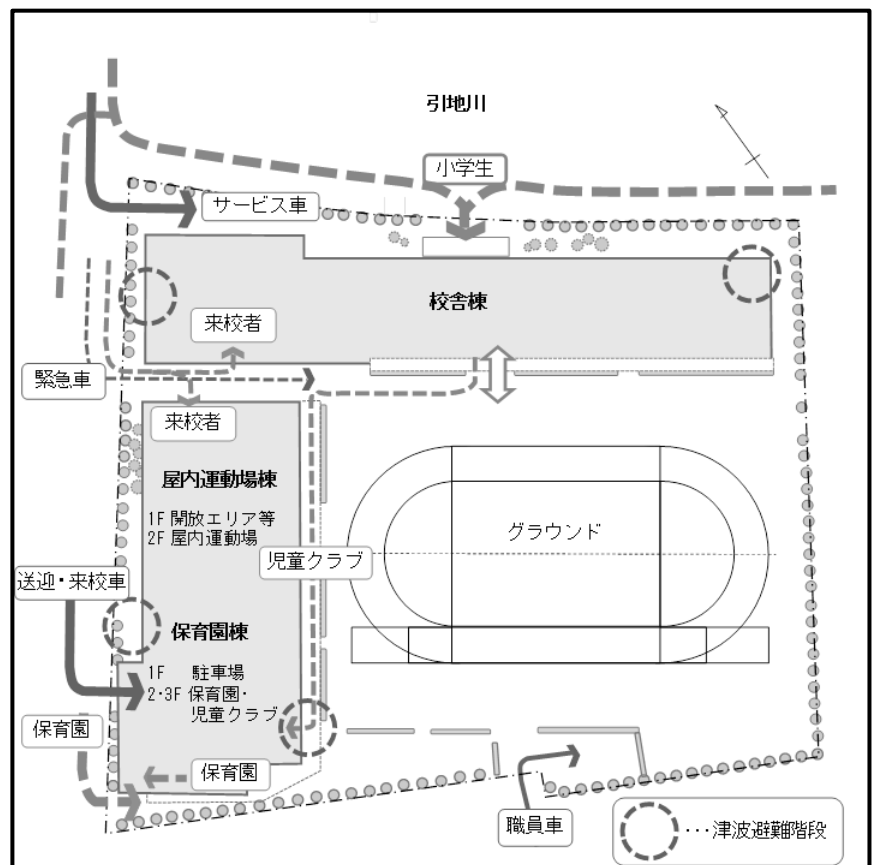 引地川
小学生
サービス車
校舎棟
来校者
緊急車
来校者
屋内運動場棟
1F 開放エリア等
2F 屋内運動場
グラウンド
児童クラブ
送迎・来校車
保育園棟
1F 駐車場
2・3F 保育園・
児童クラブ
保育園
保育園
職員車
・・・津波避難階段